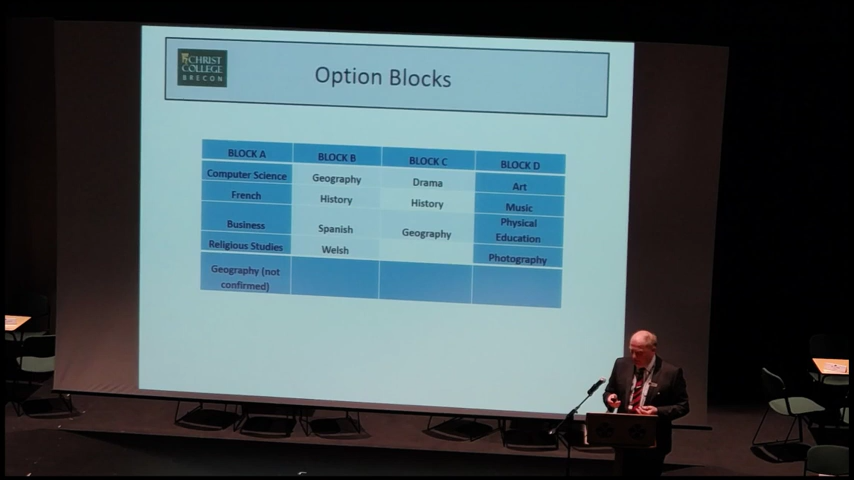 CHRIST
COLLEGE
BRECON
Option Blocks
BLOCK A BLOCK B BLOCK C BLOCK D
Computer Science Geography Drama Art
French History History Music
Business Spanish Geography Physical
Education
Religious Studies Welsh Photography
Geography (not
confirmed)